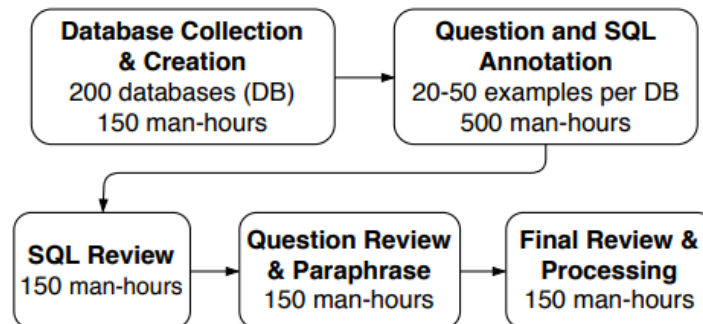 Database Collection
& Creation
200 databases (DB)
150 man-hours
Question and SQL
Annotation
20-50 examples per DB
500 man-hours
SQL Review
150 man-hours
Question Review
& Paraphrase
150 man-hours
Final Review &
Processing
150 man-hours